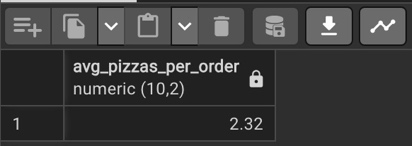 avg_pizzas_per_order
numeric (10,2)
1 2.32